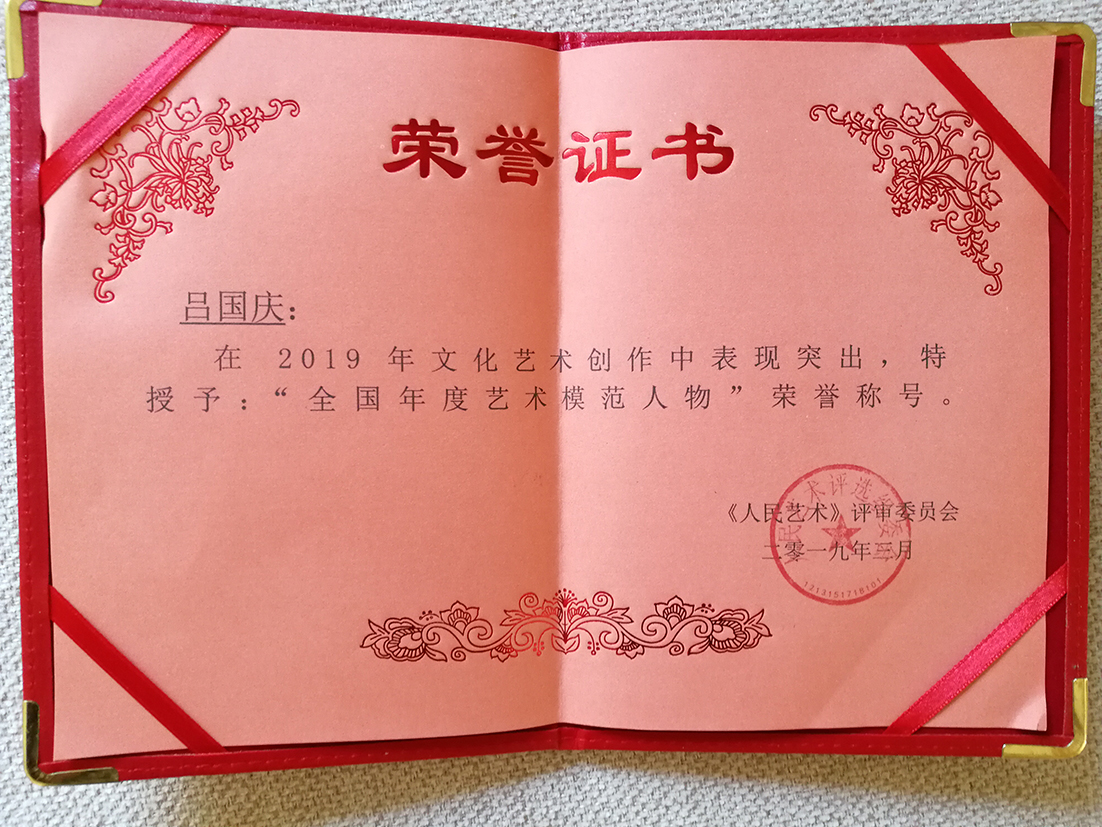 荣誉证书
吕国庆：
在 2019 年文化艺术创作中表现突出，特
授予：“全国年度艺术模范人物”荣誉称号。
《人民艺术》评审委员会
二零一九年三月